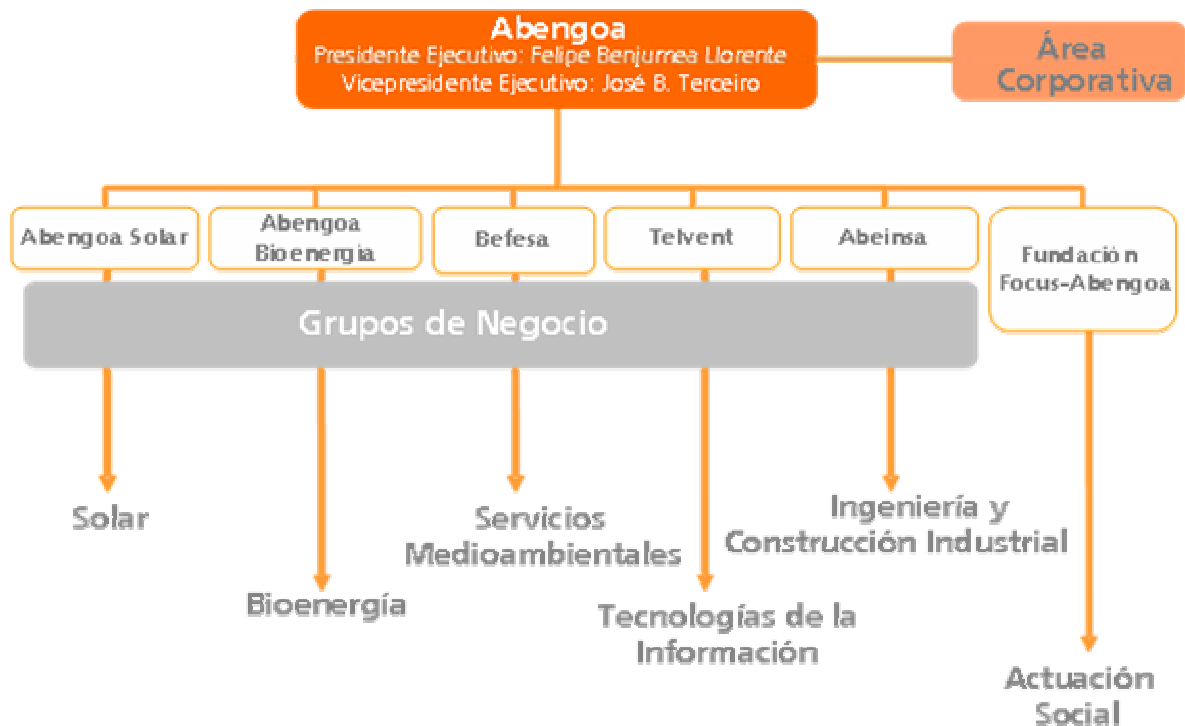 Abengoa
Presidente Ejecutivo: Felipe Benjumea Llorente
Vicepresidente Ejecutivo: José B. Terceiro
Área
Corporativa
Abengoa Solar
Abengoa
Bioenergía
Befesa
Telvent
Abeinsa
Fundación
Focus-Abengoa
Grupos de Negocio
Solar
Bioenergía
Servicios
Medioambientales
Tecnologías de la
Información
Ingeniería y
Construcción Industrial
Actuación
Social